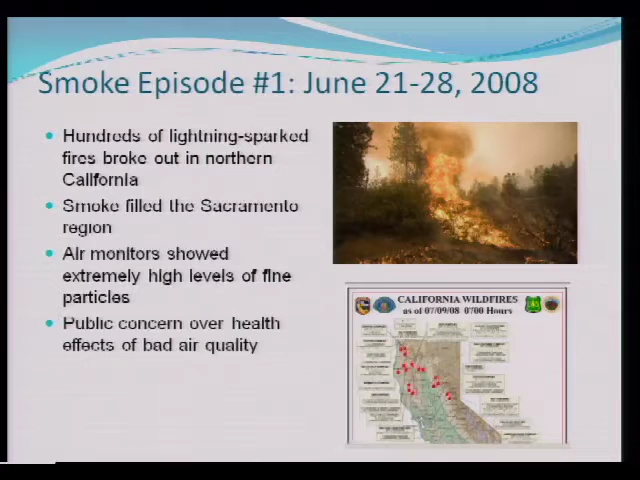 Smoke Episode #1: June 21-28, 2008
Hundreds of lightning-sparked
fires broke out in northern
California
Smoke filled the Sacramento
region
Air monitors showed
extremely high levels of fine
particles
Public concern over health
effects of bad air quality
CALIFORNIA WILDFIRES
as of 07/09/08 0700 Hours